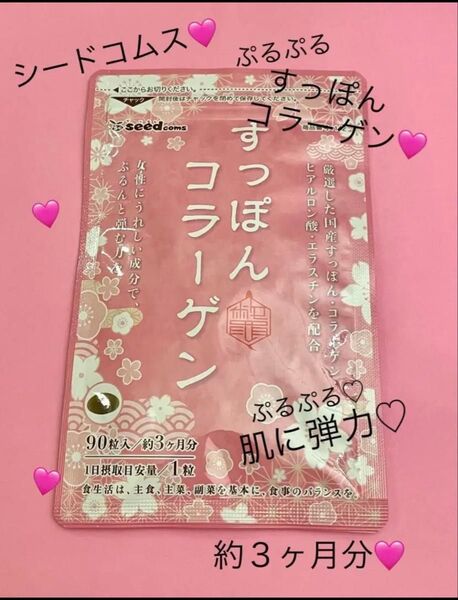 シードコムス🩷
ぷるぷる
すっぽん
コラーゲン🩷
ここからお切りください。
チャック
開封後はチャックを閉めて保存してください。
seedcoms
厳選した国産すっぽん・コラーゲン
ヒアルロン酸・エラスチンを配合
すっぽん
コラーゲン
女性にうれしい成分で、
ぷるんと弾む力を
ぷるぷる♡
肌に弾力♡
90粒入/約3ヶ月分
1日摂取目安量/1粒
食生活は、主食、主菜、副菜を基本に、食事のバランスを。
約３ヶ月分🩷